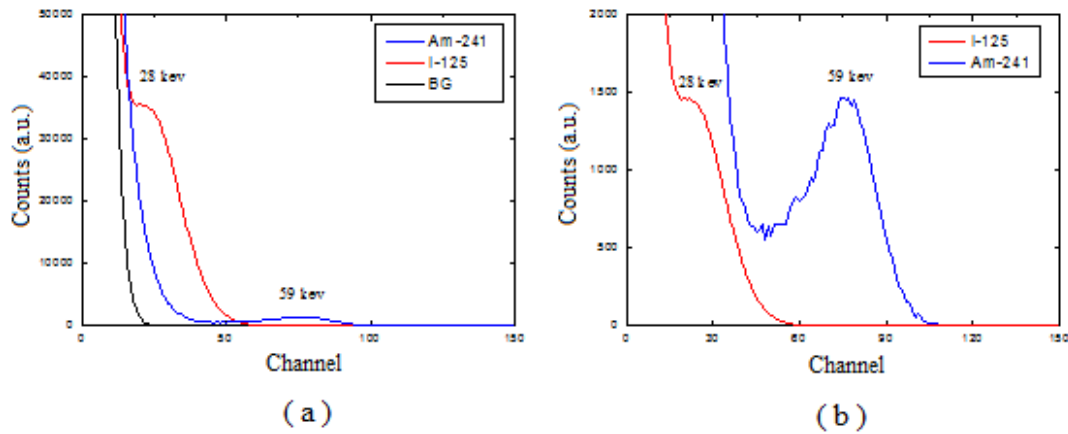 50000
40000
30000
20000
10000
0
Counts (a.u.)
28 kev
59 kev
Am-241
I-125
BG
0 50 100 150
Channel
( a )
2000
1500
1000
500
0
Counts (a.u.)
28 kev
59 kev
I-125
Am-241
0 30 60 90 120 150
Channel
( b )